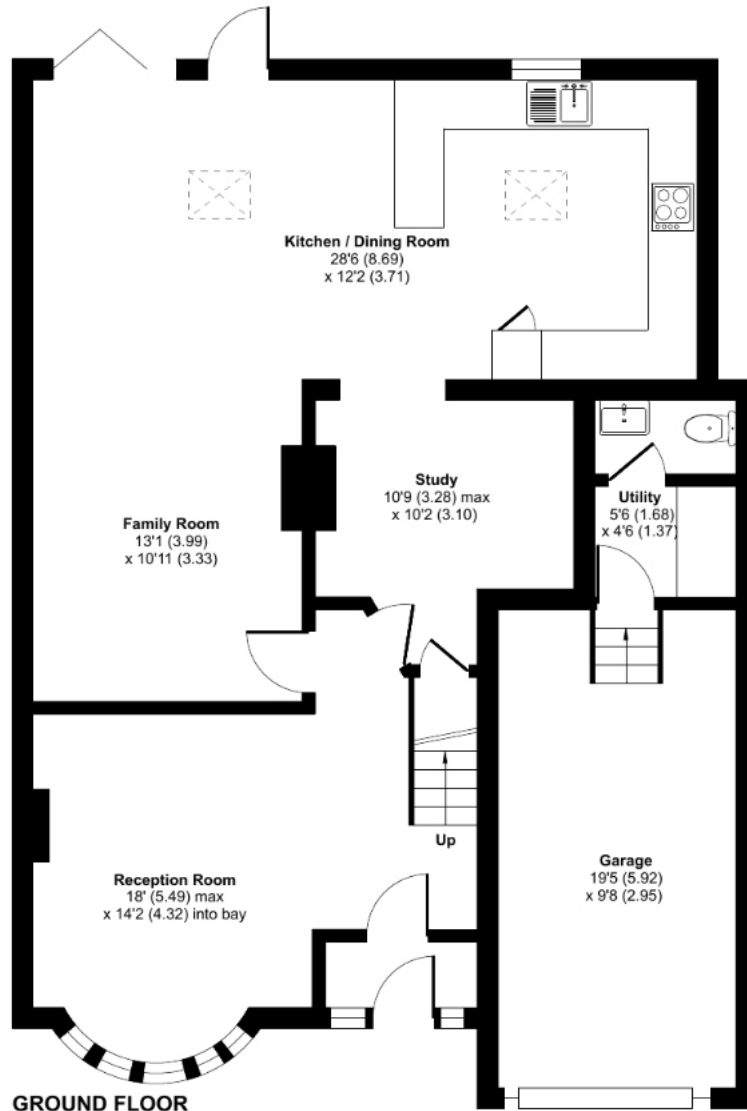 Kitchen / Dining Room
28'6 (8.69)
x 12'2 (3.71)
Study
10'9 (3.28) max
x 10'2 (3.10)
Utility
5'6 (1.68)
x 4'6 (1.37)
Family Room
13'1 (3.99)
x 10'11 (3.33)
Up
Reception Room
18' (5.49) max
x 14'2 (4.32) into bay
Garage
19'5 (5.92)
x 9'8 (2.95)
GROUND FLOOR